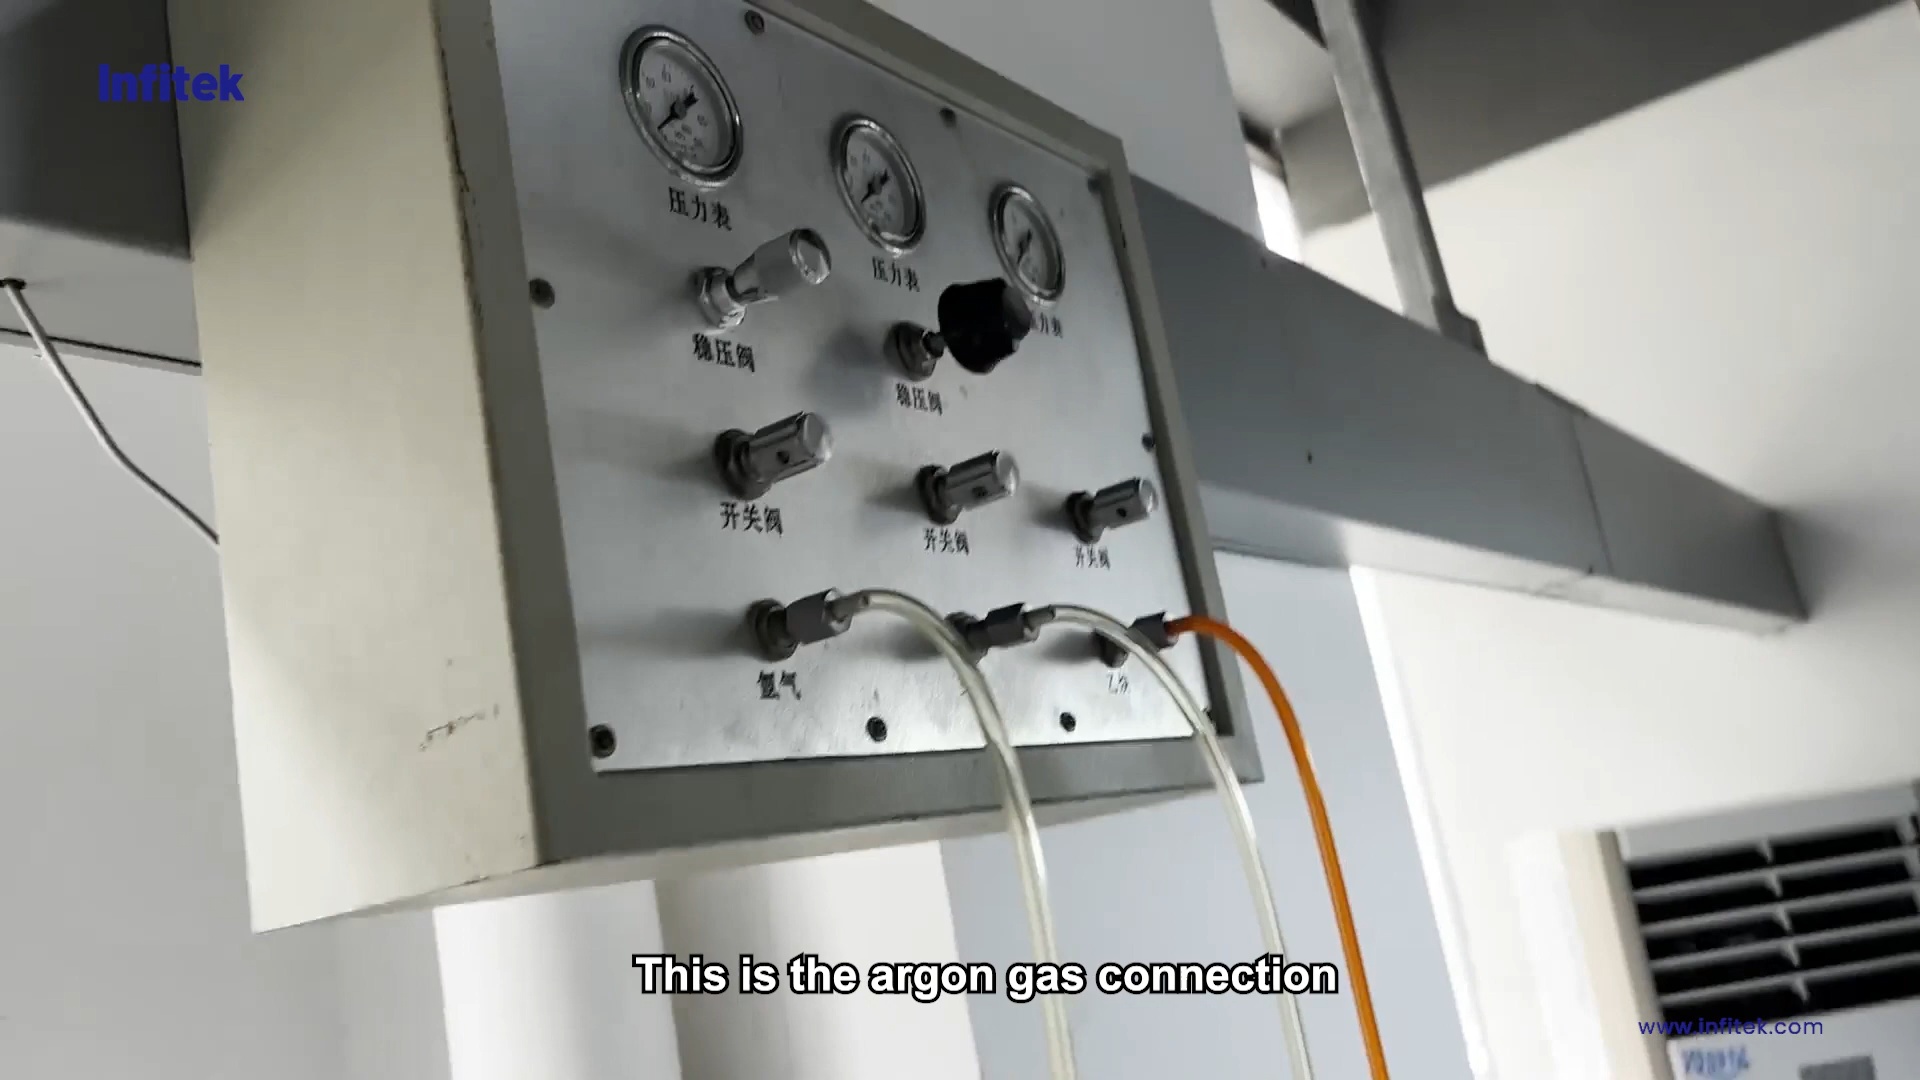 Infitek
压力表
压力表
力表
稳压阀
稳压阀
开关阀
开关阀
开关阀
氩气
乙炔
This is the argon gas connection
www.infitek.com